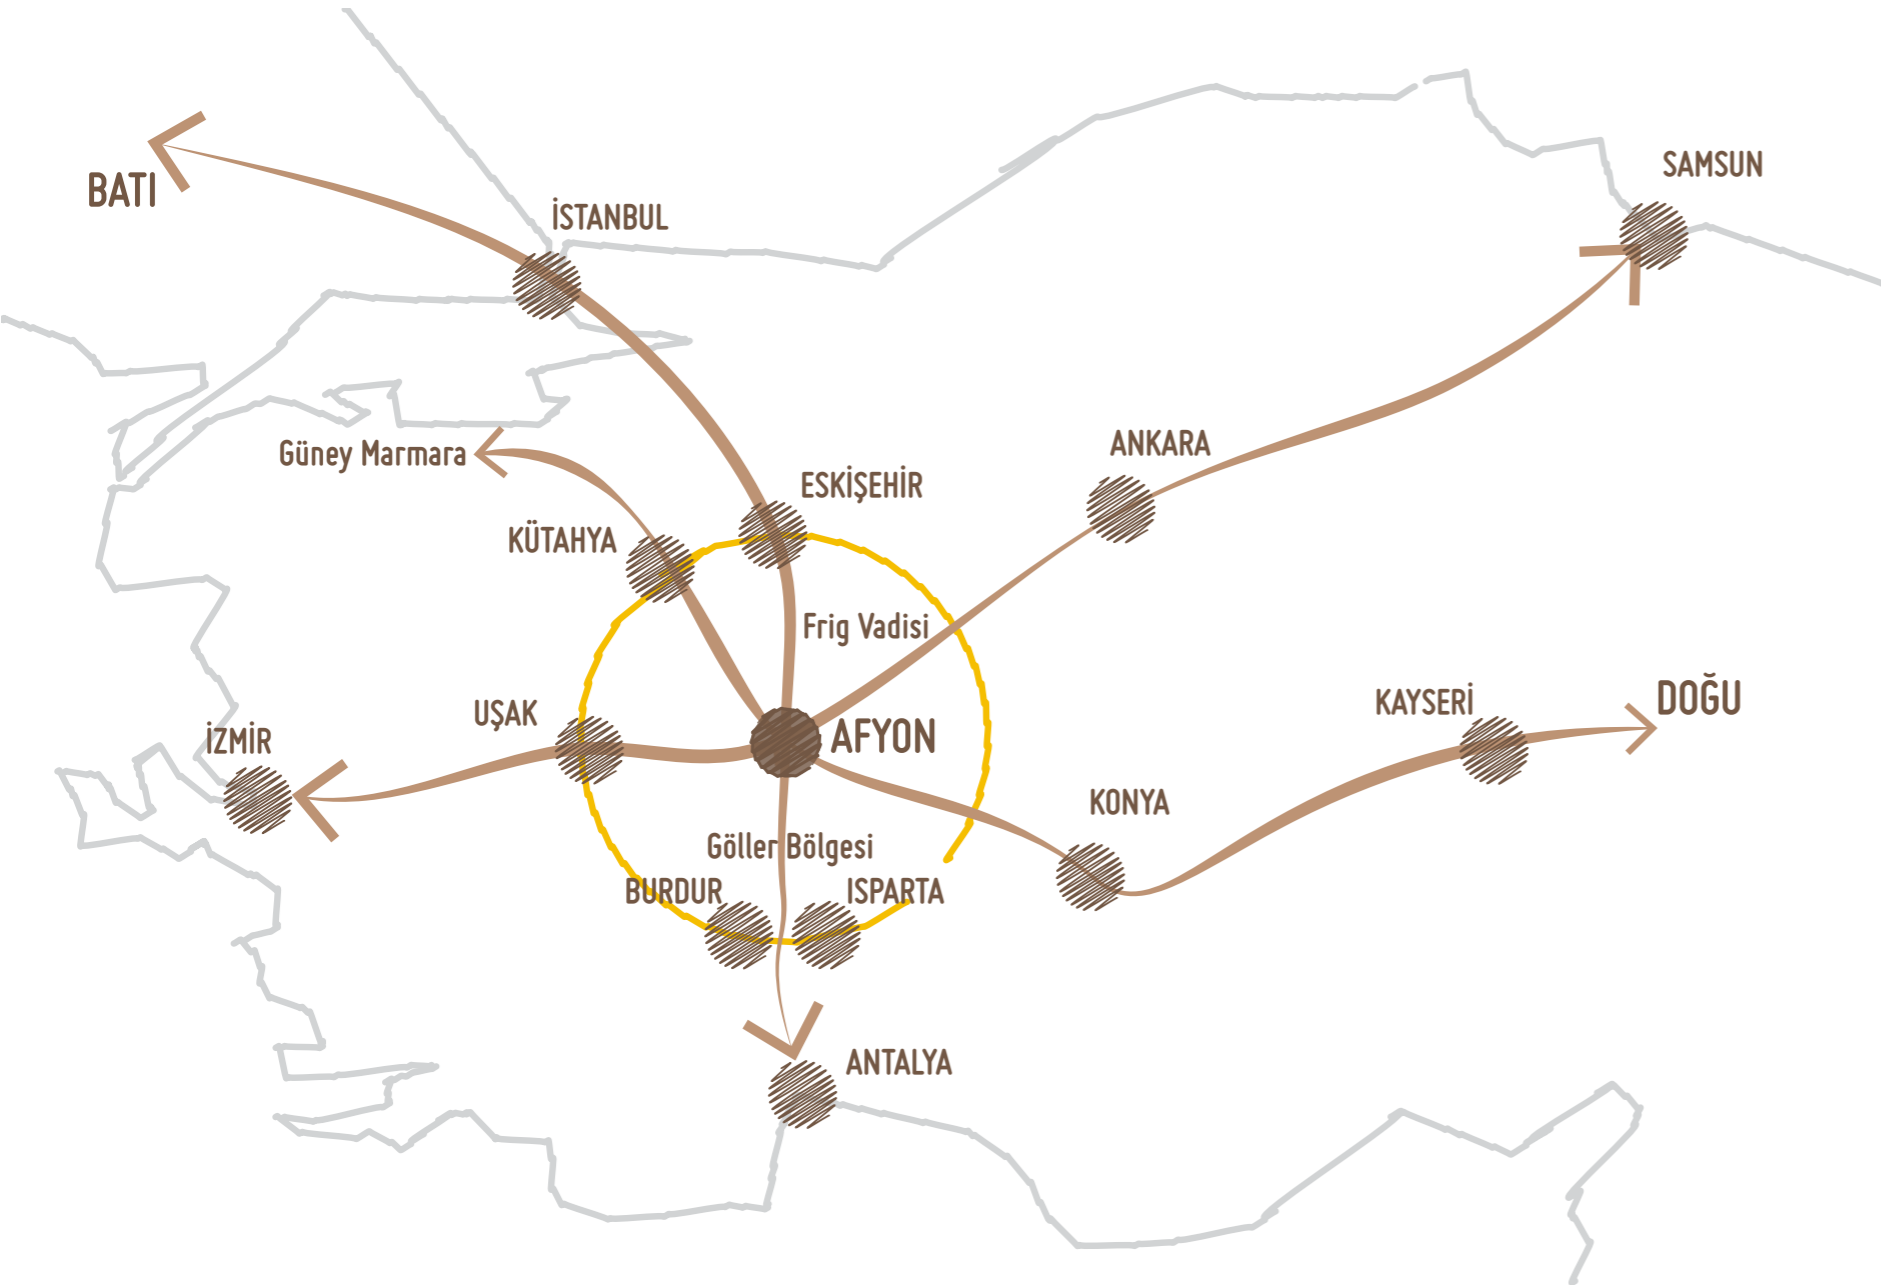 SAMSUN
BATI
İSTANBUL
ANKARA
Güney Marmara
ESKİŞEHİR
KÜTAHYA
Frig Vadisi
KAYSERİ
DOĞU
UŞAK
İZMİR
AFYON
KONYA
Göller Bölgesi
BURDUR
ISPARTA
ANTALYA